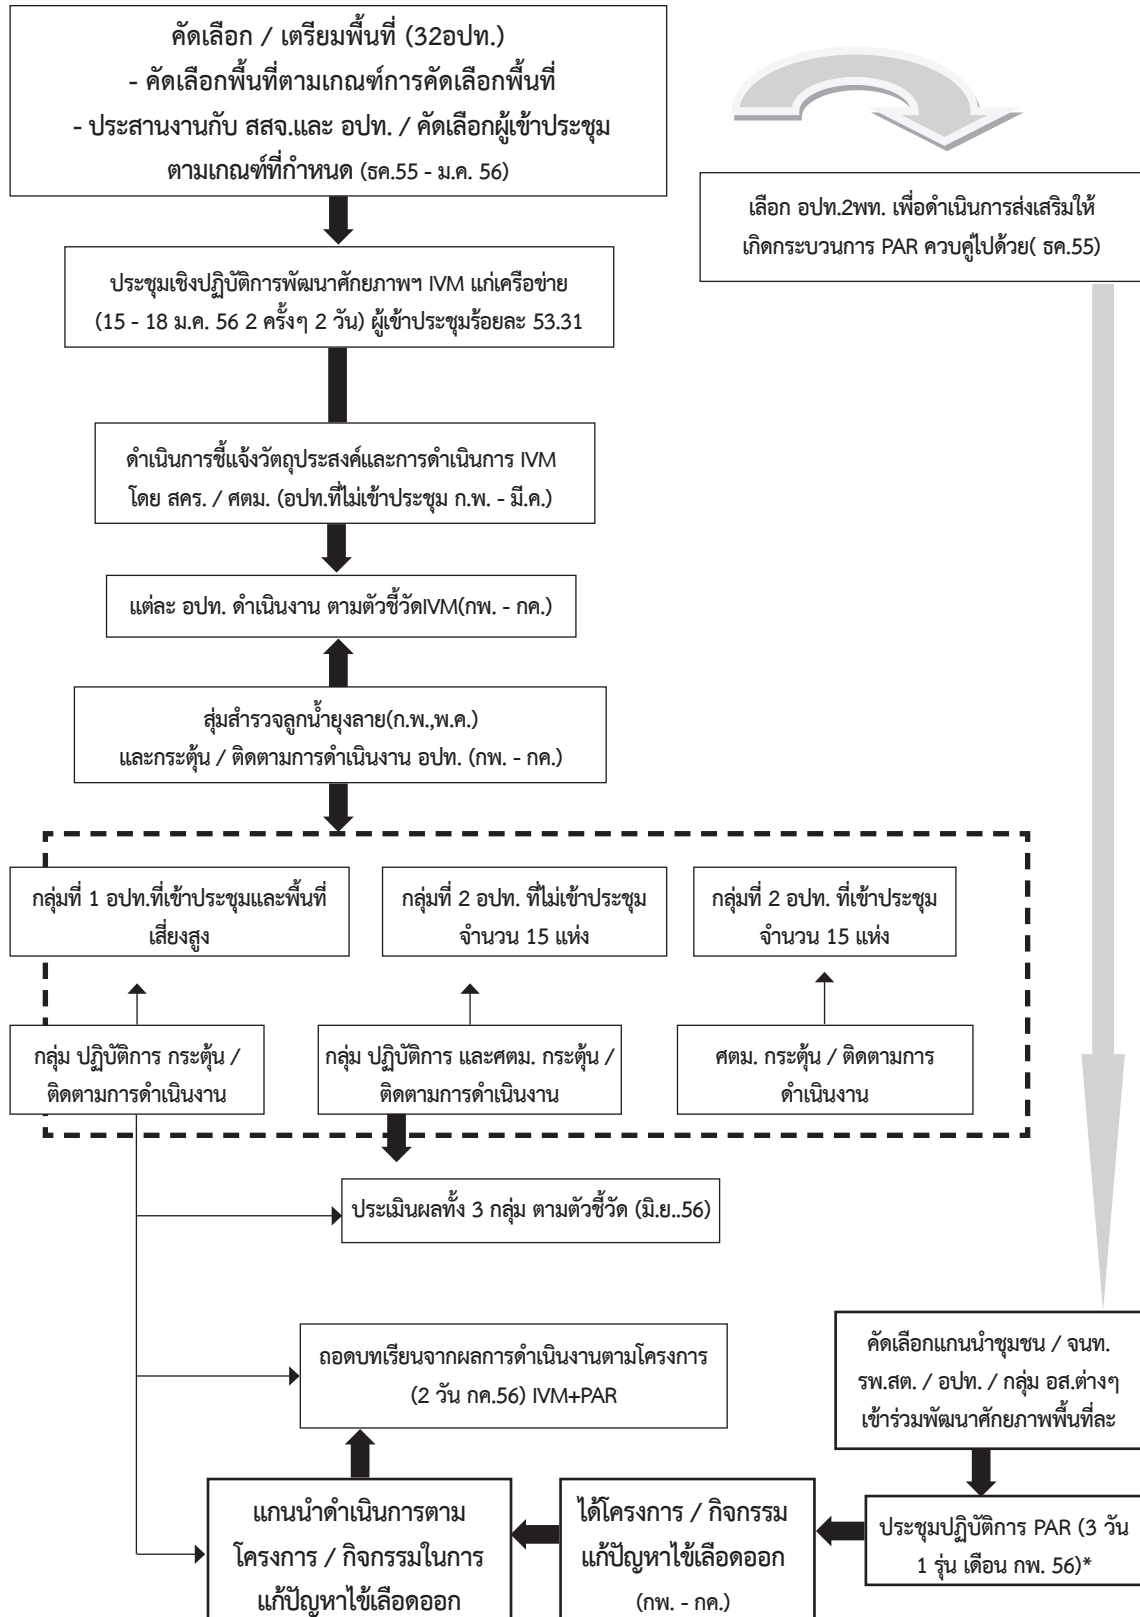 คัดเลือก / เตรียมพื้นที่ (32อปท.)
- คัดเลือกพื้นที่ตามเกณฑ์การคัดเลือกพื้นที่
- ประสานงานกับ สสจ.และ อปท. / คัดเลือกผู้เข้าประชุม
ตามเกณฑ์ที่กำหนด (ธค.55 - ม.ค. 56)
เลือก อปท.2พท. เพื่อดำเนินการส่งเสริมให้
เกิดกระบวนการ PAR ควบคู่ไปด้วย( ธค.55)
ประชุมเชิงปฏิบัติการพัฒนาศักยภาพฯ IVM แก่เครือข่าย
(15 - 18 ม.ค. 56 2 ครั้งๆ 2 วัน) ผู้เข้าประชุมร้อยละ 53.31
ดำเนินการชี้แจ้งวัตถุประสงค์และการดำเนินการ IVM
โดย สคร. / ศตม. (อปท.ที่ไม่เข้าประชุม ก.พ. - มี.ค.)
แต่ละ อปท. ดำเนินงาน ตามตัวชี้วัดIVM(กพ. - กค.)
สุ่มสำรวจลูกน้ำยุงลาย(ก.พ.,พ.ค.)
และกระตุ้น / ติดตามการดำเนินงาน อปท. (กพ. - กค.)
กลุ่มที่ 1 อปท.ที่เข้าประชุมและพื้นที่
เสี่ยงสูง
กลุ่มที่ 2 อปท. ที่ไม่เข้าประชุม
จำนวน 15 แห่ง
กลุ่มที่ 2 อปท. ที่เข้าประชุม
จำนวน 15 แห่ง
กลุ่ม ปฏิบัติการ กระตุ้น /
ติดตามการดำเนินงาน
กลุ่ม ปฏิบัติการ และศตม. กระตุ้น /
ติดตามการดำเนินงาน
ศตม. กระตุ้น / ติดตามการ
ดำเนินงาน
ประเมินผลทั้ง 3 กลุ่ม ตามตัวชี้วัด (มิ.ย..56)
ถอดบทเรียนจากผลการดำเนินงานตามโครงการ
(2 วัน กค.56) IVM+PAR
คัดเลือกแกนนำชุมชน / จนท.
รพ.สต. / อปท. / กลุ่ม อส.ต่างๆ
เข้าร่วมพัฒนาศักยภาพพื้นที่ละ
แกนนำดำเนินการตาม
โครงการ / กิจกรรมในการ
แก้ปัญหาไข้เลือดออก
ได้โครงการ / กิจกรรม
แก้ปัญหาไข้เลือดออก
(กพ. - กค.)
ประชุมปฏิบัติการ PAR (3 วัน
1 รุ่น เดือน กพ. 56)*